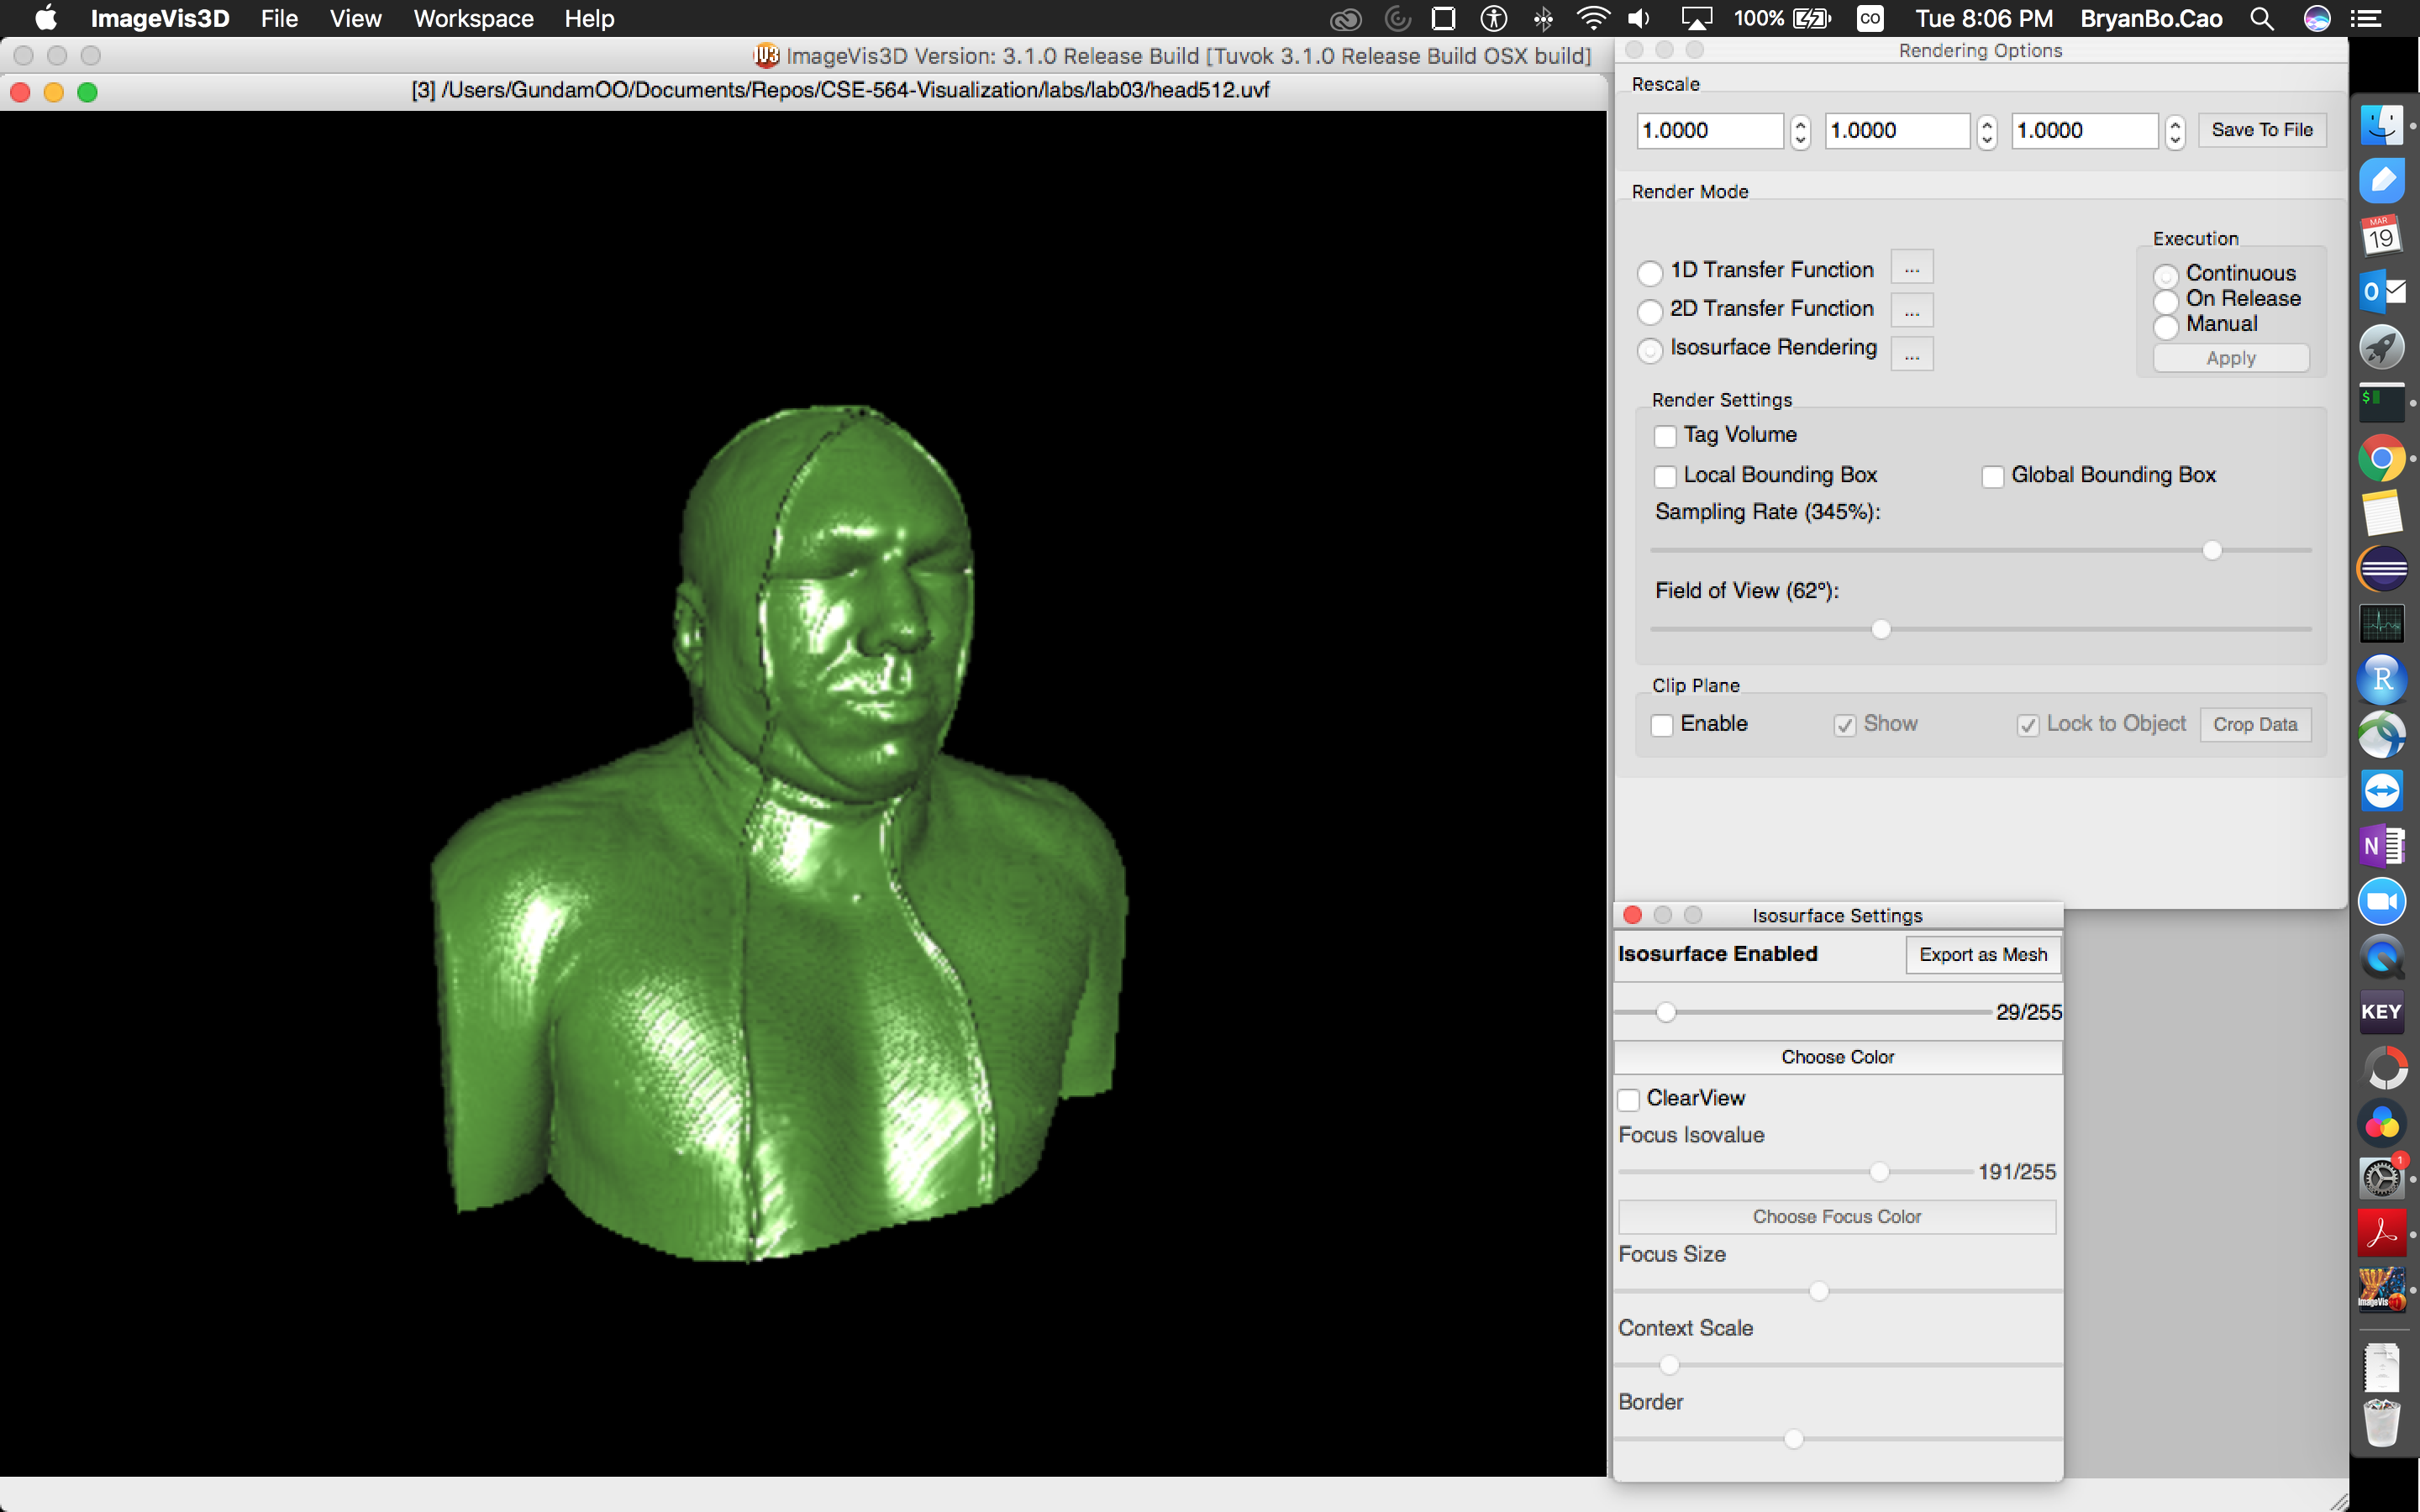 ImageVis3D File View Workspace Help 100% CO Tue 8:06 PM BryanBo.Cao
IV3 ImageVis3D Version: 3.1.0 Release Build [Tuvok 3.1.0 Release Build OSX build]
[3] /Users/GundamOO/Documents/Repos/CSE-564-Visualization/labs/lab03/head512.uvf
Rendering Options
Rescale
1.0000 1.0000 1.0000 Save To File
Render Mode
Execution
1D Transfer Function ...
2D Transfer Function ...
Isosurface Rendering ...
Continuous
On Release
Manual
Apply
Render Settings
Tag Volume
Local Bounding Box Global Bounding Box
Sampling Rate (345%):
Field of View (62°):
Clip Plane
Enable Show Lock to Object Crop Data
Isosurface Settings
Isosurface Enabled Export as Mesh
29/255
Choose Color
ClearView
Focus Isovalue
191/255
Choose Focus Color
Focus Size
Context Scale
Border
MAR
19
O
$
R
N
KEY
1
ImageVis